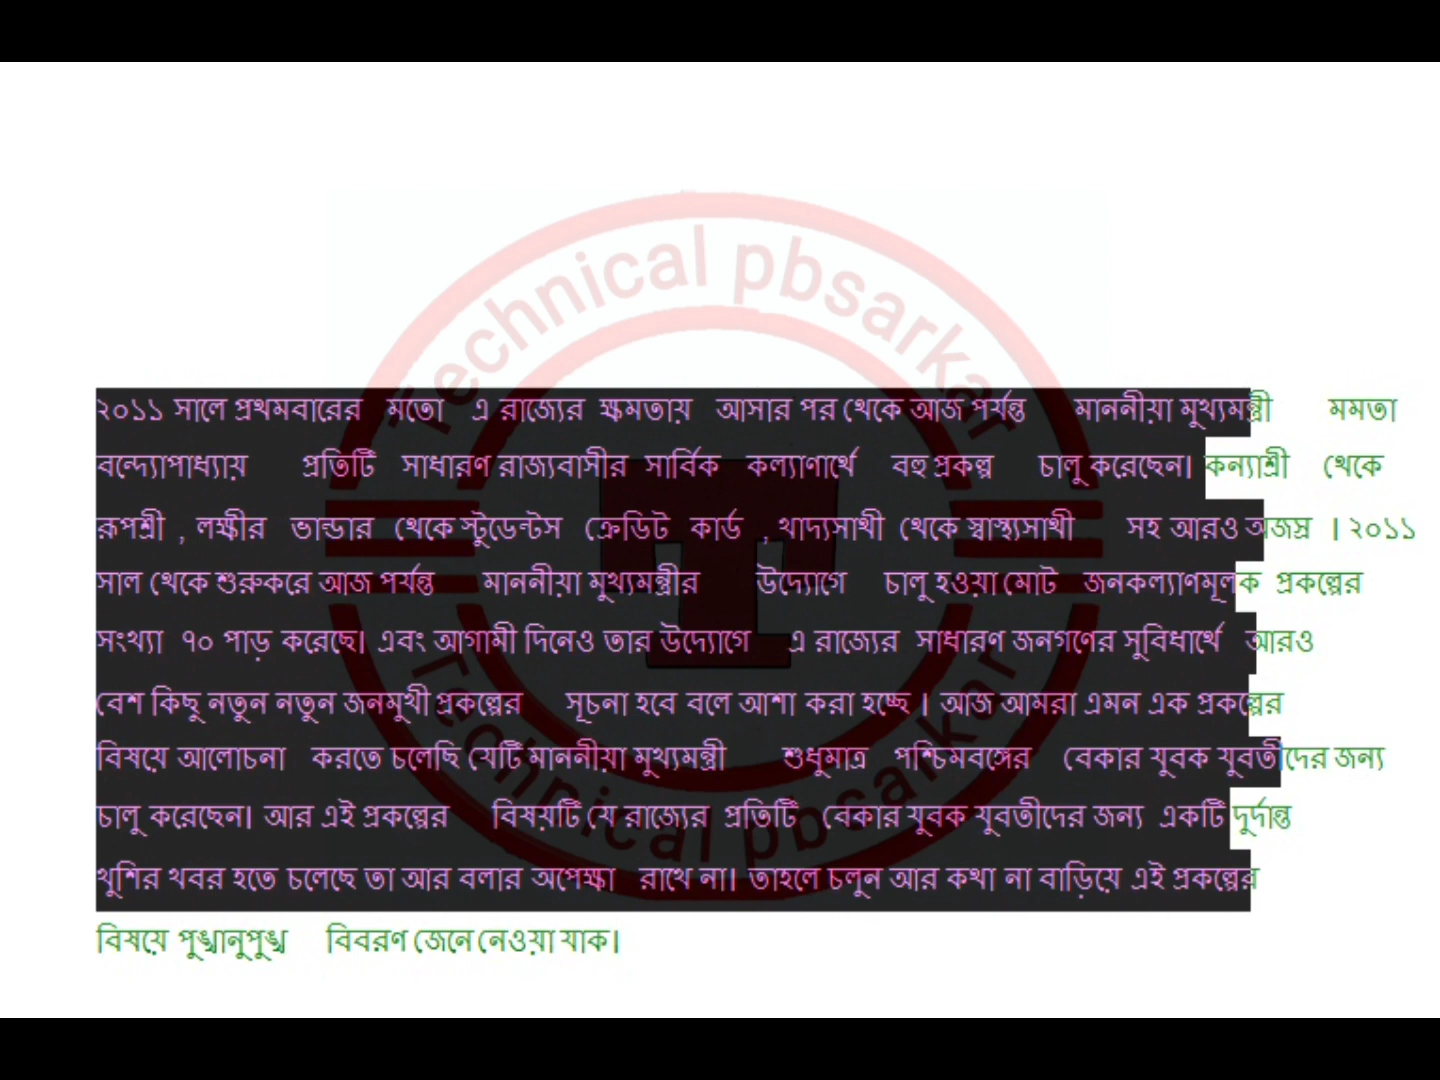 Technical pbsarkar
২০১১ সালে প্রথমবারের মতো এ রাজ্যের ক্ষমতায় আসার পর থেকে আজ পর্যন্ত মাননীয়া মুখ্যমন্ত্রী মমতা
বন্দ্যোপাধ্যায় প্রতিটি সাধারণ রাজ্যবাসীর সার্বিক কল্যাণার্থে বহু প্রকল্প চালু করেছেন। কন্যাশ্রী থেকে
রূপশ্রী , লক্ষীর ভান্ডার থেকে স্টুডেন্টস ক্রেডিট কার্ড , খাদ্যসাথী থেকে স্বাস্থ্যসাথী সহ আরও অজস্র । ২০১১
সাল থেকে শুরুকরে আজ পর্যন্ত মাননীয়া মুখ্যমন্ত্রীর উদ্যোগে চালু হওয়া মোট জনকল্যাণমূলক প্রকল্পের
সংখ্যা ৭০ পাড় করেছে। এবং আগামী দিনেও তার উদ্যোগে এ রাজ্যের সাধারণ জনগণের সুবিধার্থে আরও
বেশ কিছু নতুন নতুন জনমুখী প্রকল্পের সূচনা হবে বলে আশা করা হচ্ছে । আজ আমরা এমন এক প্রকল্পের
বিষয়ে আলোচনা করতে চলেছি যেটি মাননীয়া মুখ্যমন্ত্রী শুধুমাত্র পশ্চিমবঙ্গের বেকার যুবক যুবতীদের জন্য
চালু করেছেন। আর এই প্রকল্পের বিষয়টি যে রাজ্যের প্রতিটি বেকার যুবক যুবতীদের জন্য একটি দুর্দান্ত
খুশির খবর হতে চলেছে তা আর বলার অপেক্ষা রাখে না। তাহলে চলুন আর কথা না বাড়িয়ে এই প্রকল্পের
বিষয়ে পুঙ্খানুপুঙ্খ বিবরণ জেনে নেওয়া যাক।
T
Technical pbsarkar